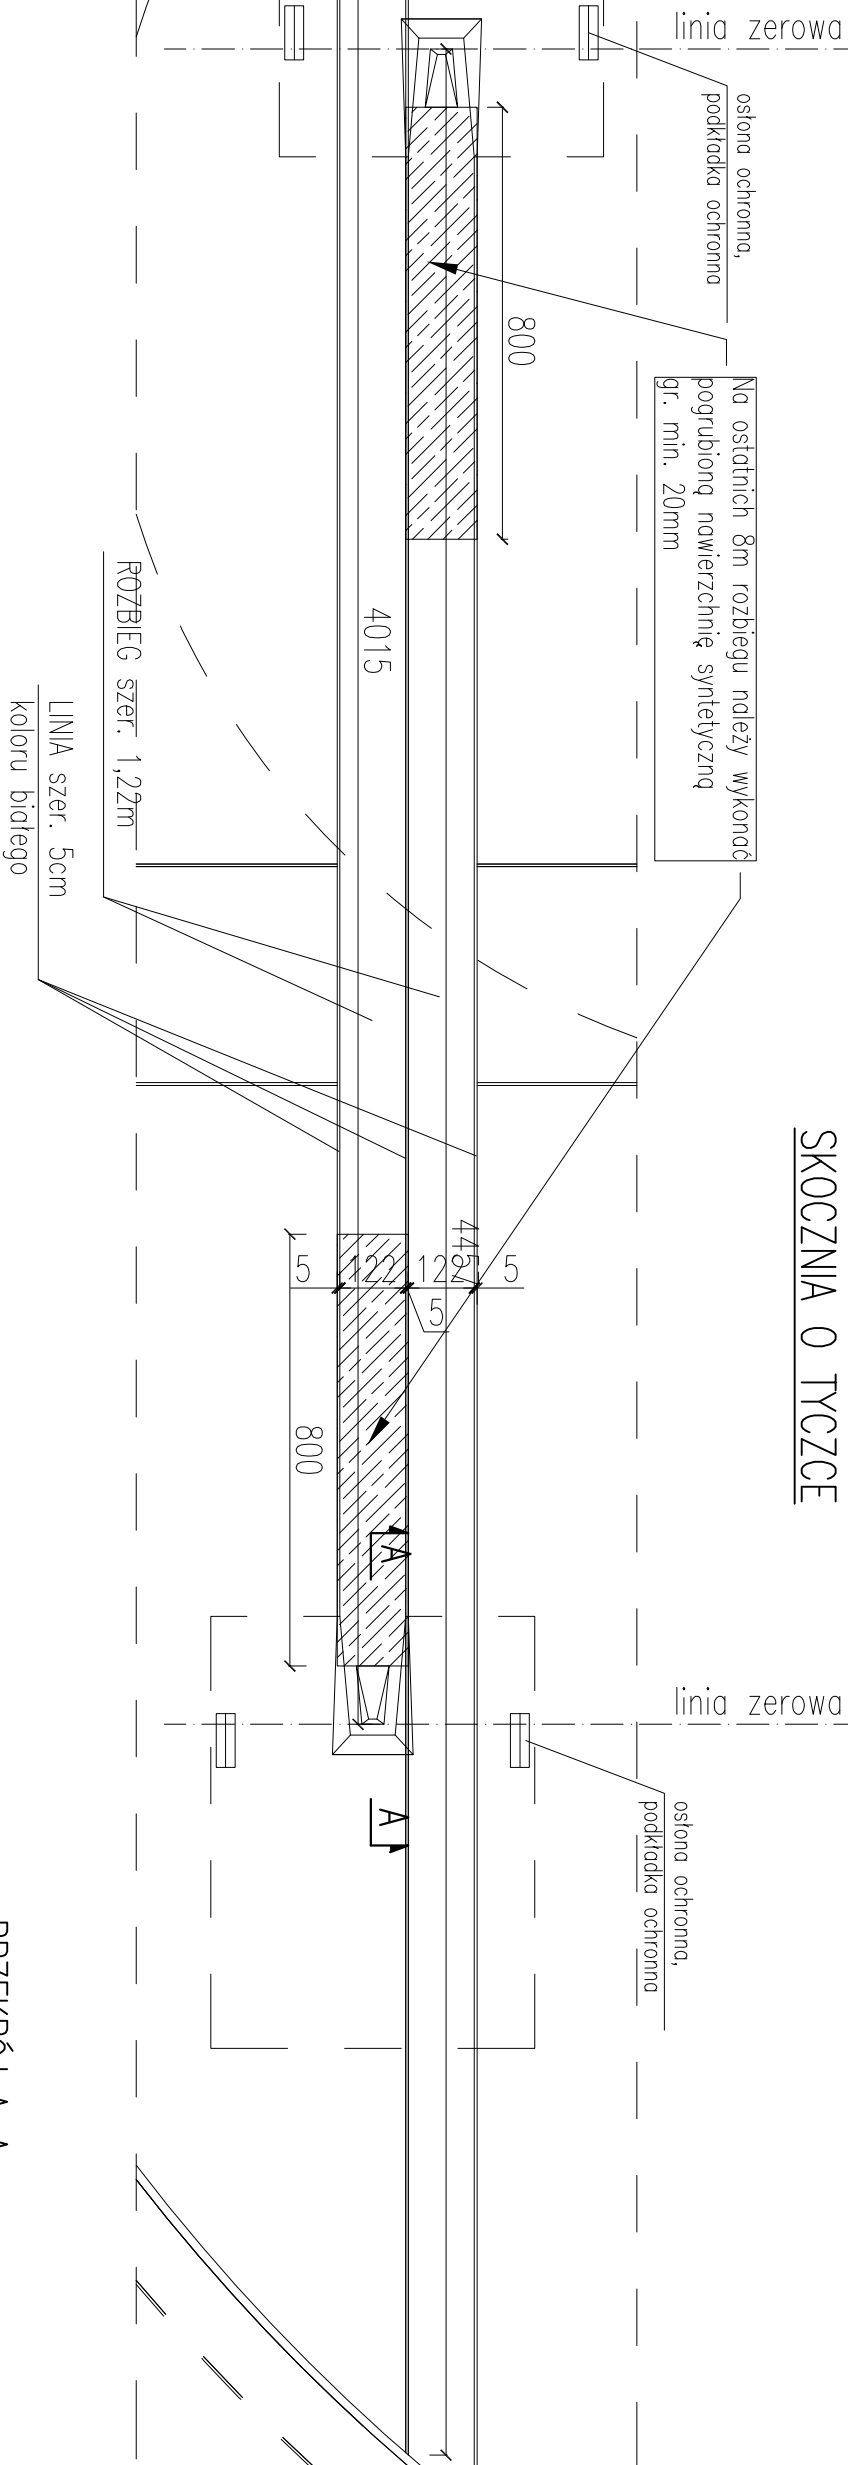 SKOCZNIA O TYCZCE
linia zerowa
osłona ochronna,
podkładka ochronna
Na ostatnich 8m rozbiegu należy wykonać
pogrubioną nawierzchnię syntetyczną
gr. min. 20mm
800
4015
ROZBIEG szer. 1,22m
LINIA szer. 5cm
koloru białego
5
122
122
5
5
800
A
A
linia zerowa
osłona ochronna,
podkładka ochronna